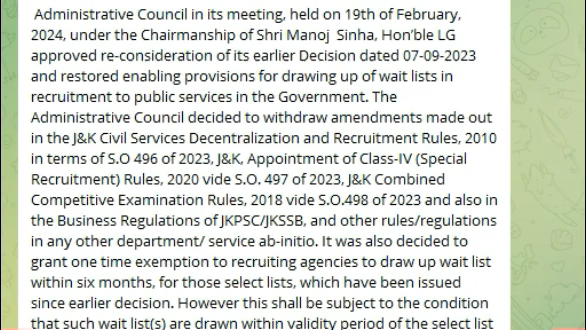 Administrative Council in its meeting, held on 19th of February,
2024, under the Chairmanship of Shri Manoj Sinha, Hon'ble LG
approved re-consideration of its earlier Decision dated 07-09-2023
and restored enabling provisions for drawing up of wait lists in
recruitment to public services in the Government. The
Administrative Council decided to withdraw amendments made out
in the J&K Civil Services Decentralization and Recruitment Rules, 2010
in terms of S.O 496 of 2023, J&K, Appointment of Class-IV (Special
Recruitment) Rules, 2020 vide S.O. 497 of 2023, J&K Combined
Competitive Examination Rules, 2018 vide S.O.498 of 2023 and also in
the Business Regulations of JKPSC/JKSSB, and other rules/regulations
in any other department/ service ab-initio. It was also decided to
grant one time exemption to recruiting agencies to draw up wait list
within six months, for those select lists, which have been issued
since earlier decision. However this shall be subject to the condition
that such wait list(s) are drawn within validity period of the select list